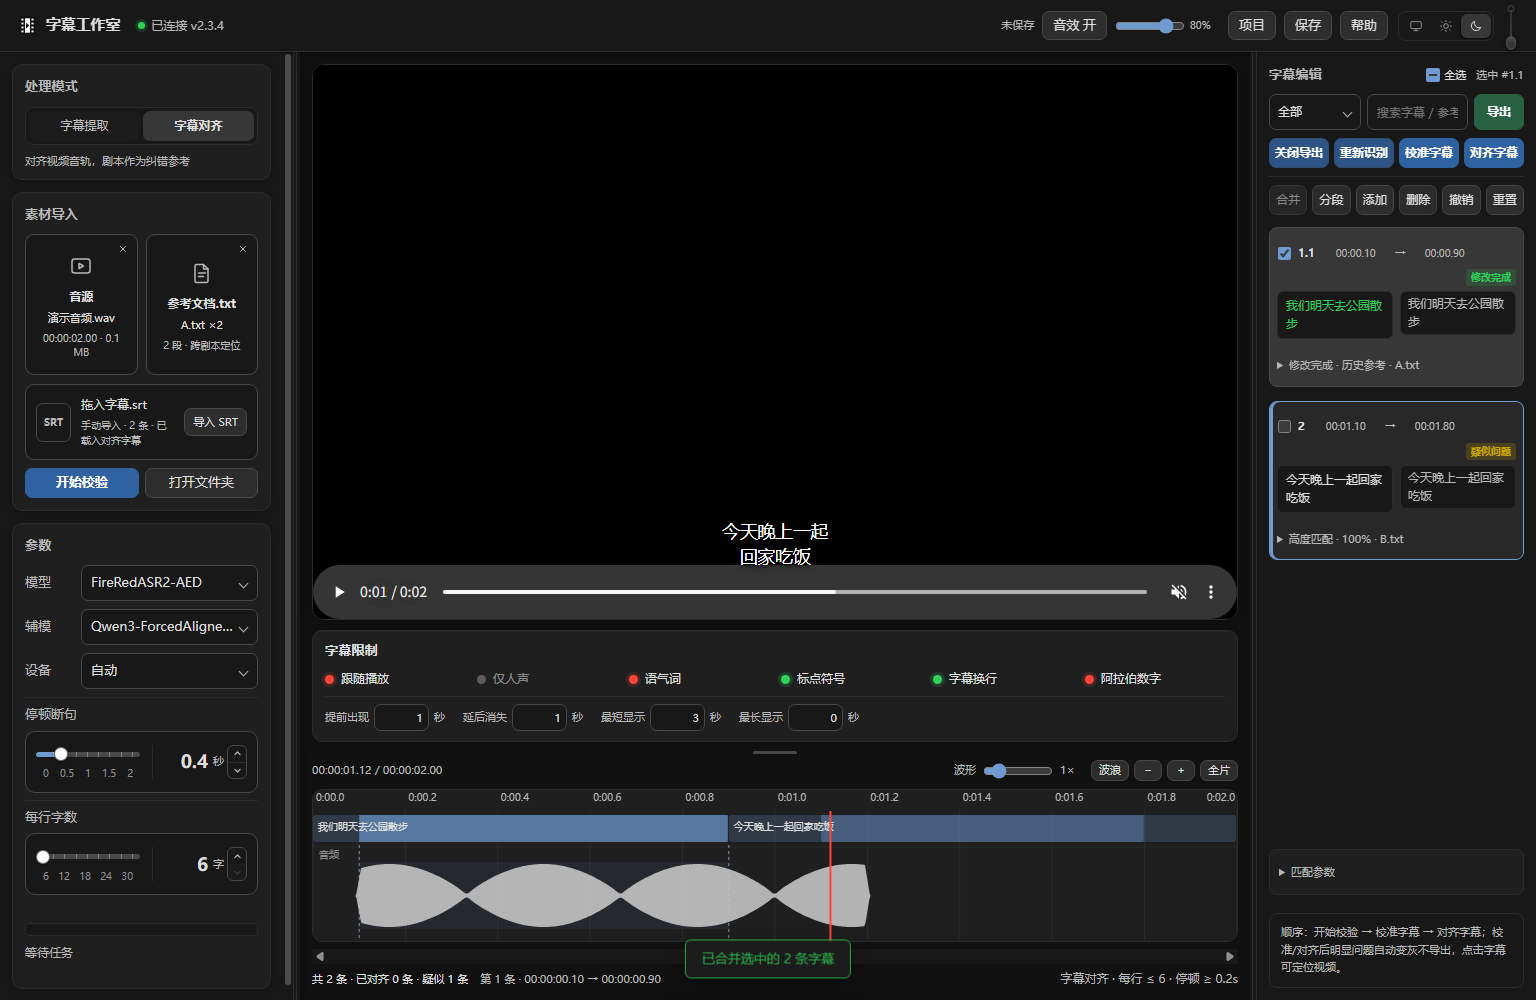 字幕工作室
已连接 v2.3.4
未保存
音效 开
80%
项目
保存
帮助
处理模式
字幕提取
字幕对齐
对齐视频音轨，剧本作为纠错参考
素材导入
×
音源
演示音频.wav
00:00:02.00 · 0.1
MB
×
参考文档.txt
A.txt ×2
2 段 · 跨剧本定位
SRT
拖入字幕.srt
手动导入 · 2 条 · 已
载入对齐字幕
导入 SRT
开始校验
打开文件夹
参数
模型
FireRedASR2-AED
辅模
Qwen3-ForcedAligne...
设备
自动
停顿断句
0 0.5 1 1.5 2
0.4 秒
每行字数
6 12 18 24 30
6 字
等待任务
今天晚上一起
回家吃饭
0:01 / 0:02
字幕限制
跟随播放
仅人声
语气词
标点符号
字幕换行
阿拉伯数字
提前出现 1 秒
延后消失 1 秒
最短显示 3 秒
最长显示 0 秒
00:00:01.12 / 00:00:02.00
波形
1×
波浪
−
+
全片
0:00.0 0:00.2 0:00.4 0:00.6 0:00.8 0:01.0 0:01.2 0:01.4 0:01.6 0:01.8 0:02.0
我们明天去公园散步
今天晚上一起回家吃饭
音频
已合并选中的 2 条字幕
共 2 条 · 已对齐 0 条 · 疑似 1 条
第 1 条 · 00:00:00.10 → 00:00:00.90
字幕对齐 · 每行 ≤ 6 · 停顿 ≥ 0.2s
字幕编辑
全选
选中 #1.1
全部
搜索字幕 / 参考
导出
关闭导出
重新识别
校准字幕
对齐字幕
合并
分段
添加
删除
撤销
重置
1.1
00:00.10 → 00:00.90
修改完成
我们明天去公园散
步
我们明天去公园散
步
修改完成 · 历史参考 · A.txt
2
00:01.10 → 00:01.80
疑似问题
今天晚上一起回家
吃饭
今天晚上一起回家
吃饭
高度匹配 · 100% · B.txt
匹配参数
顺序：开始校验 → 校准字幕 → 对齐字幕；校
准/对齐后明显问题自动变灰不导出，点击字幕
可定位视频。